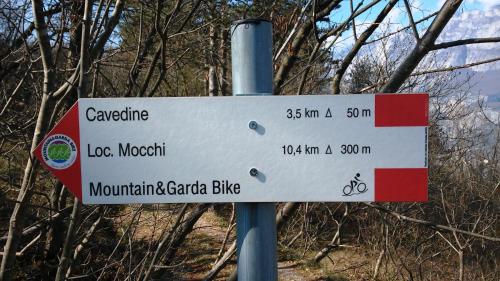 Cavedine 3,5 km Δ 50 m
Loc. Mocchi 10,4 km Δ 300 m
Mountain&Garda Bike